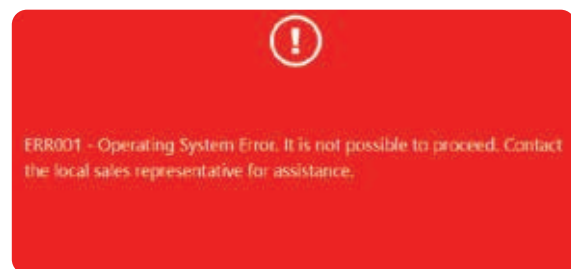 ERR001 - Operating System Error. It is not possible to proceed. Contact
the local sales representative for assistance.